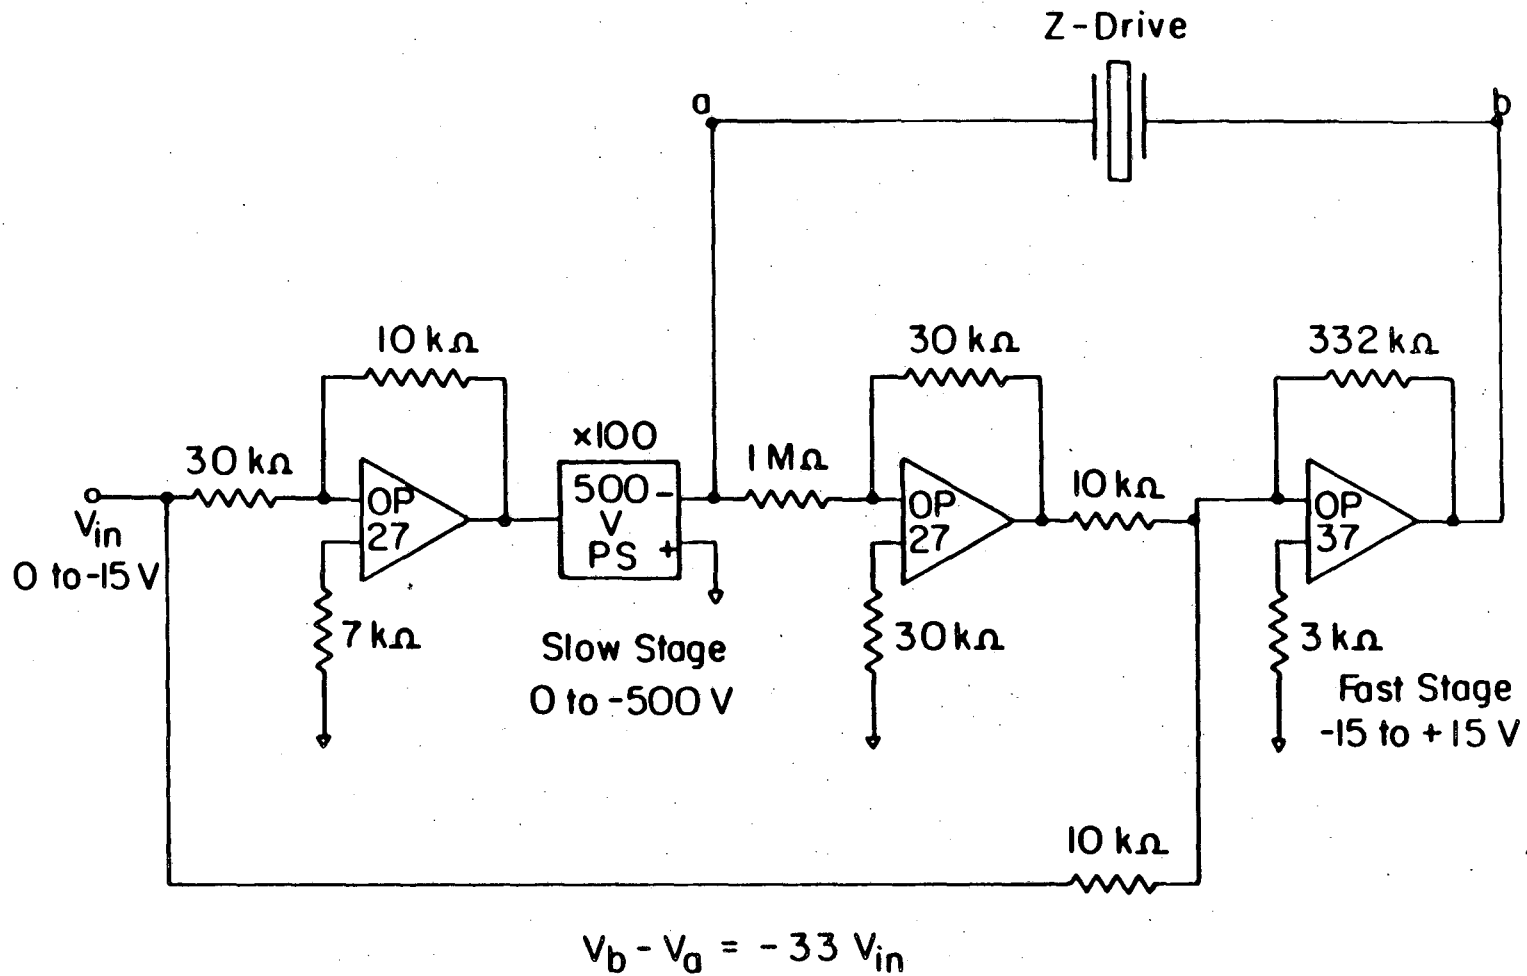 Z-Drive
a
b
10 kΩ
30 kΩ
332 kΩ
x100
30 kΩ
1 MΩ
10 kΩ
500 -
V
PS +
OP
27
OP
27
OP
37
Vin
0 to -15 V
7 kΩ
30 kΩ
3 kΩ
Slow Stage
0 to -500 V
Fast Stage
-15 to +15 V
10 kΩ
Vb - Va = -33 Vin